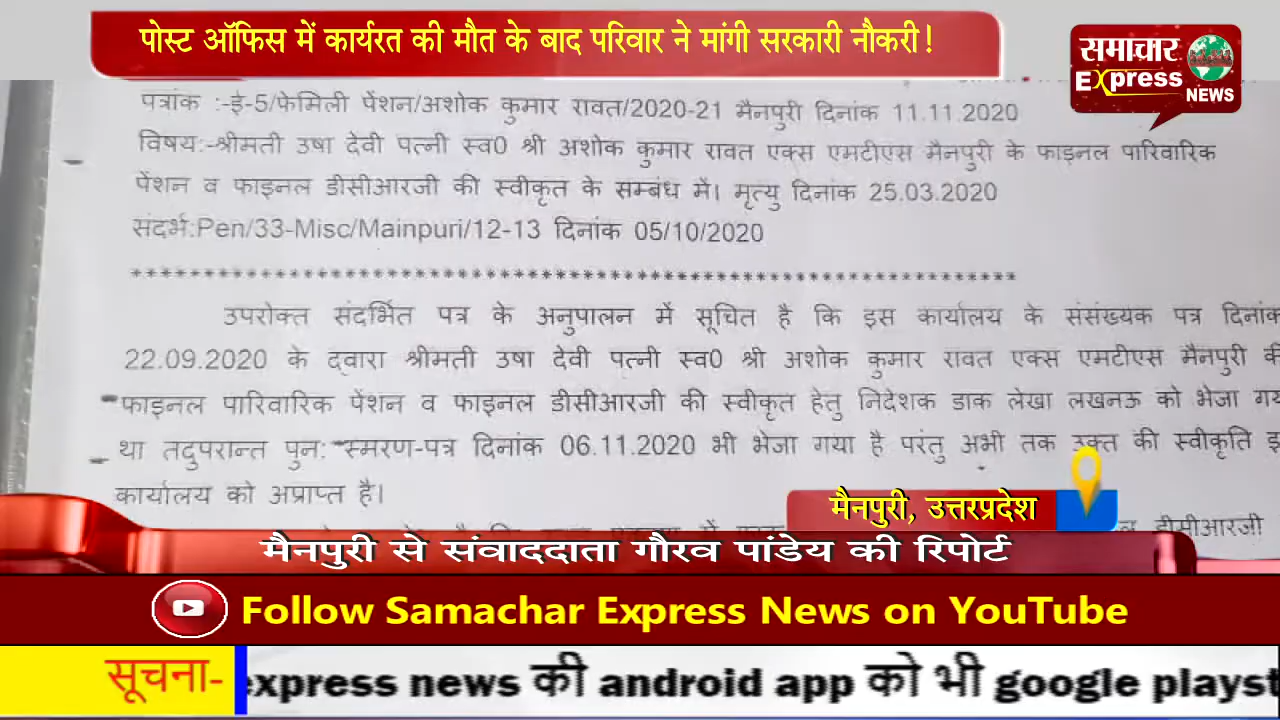 पोस्ट ऑफिस में कार्यरत की मौत के बाद परिवार ने मांगी सरकारी नौकरी!
समाचार
Express
NEWS
पत्रांक :-ई-5/फेमिली पेंशन/अशोक कुमार रावत/2020-21 मैनपुरी दिनांक 11.11.2020
विषय:-श्रीमती उषा देवी पत्नी स्व0 श्री अशोक कुमार रावत एक्स एमटीएस मैनपुरी के फाइनल पारिवारिक
पेंशन व फाइनल डीसीआरजी की स्वीकृत के सम्बंध में। मृत्यु दिनांक 25.03.2020
संदर्भ:Pen/33-Misc/Mainpuri/12-13 दिनांक 05/10/2020
*************************************************************************
उपरोक्त संदर्भित पत्र के अनुपालन में सूचित है कि इस कार्यालय के संसंख्यक पत्र दिनांक
22.09.2020 के द्वारा श्रीमती उषा देवी पत्नी स्व0 श्री अशोक कुमार रावत एक्स एमटीएस मैनपुरी की
फाइनल पारिवारिक पेंशन व फाइनल डीसीआरजी की स्वीकृत हेतु निदेशक डाक लेखा लखनऊ को भेजा गया
था तदुपरान्त पुन: स्मरण-पत्र दिनांक 06.11.2020 भी भेजा गया है परंतु अभी तक उक्त की स्वीकृति
कार्यालय को अप्राप्त है।
डीसीआरजी
मैनपुरी, उत्तरप्रदेश
मैनपुरी से संवाददाता गौरव पांडेय की रिपोर्ट
Follow Samachar Express News on YouTube
सूचना- express news की android app को भी google playst